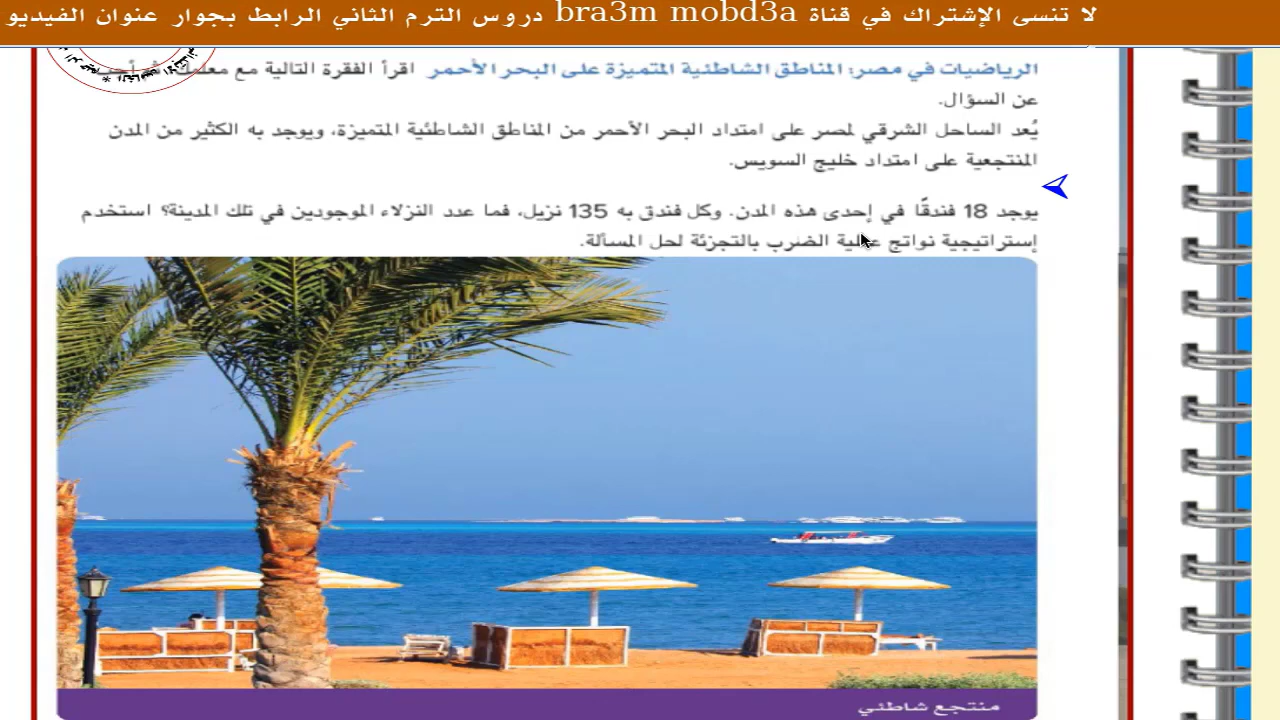 لا تنسى الإشتراك في قناة bra3m mobd3a دروس الترم الثاني الرابط بجوار عنوان الفيديو
الرياضيات في مصر: المناطق الشاطئية المتميزة على البحر الأحمر اقرأ الفقرة التالية مع
عن السؤال.
يُعد الساحل الشرقي لمصر على امتداد البحر الأحمر من المناطق الشاطئية المتميزة، ويوجد به الكثير من المدن
المنتجعية على امتداد خليج السويس.
يوجد 18 فندقًا في إحدى هذه المدن. وكل فندق به 135 نزيل، فما عدد النزلاء الموجودين في تلك المدينة؟ استخدم
إستراتيجية نواتج عملية الضرب بالتجزئة لحل المسألة.
منتجع شاطئي